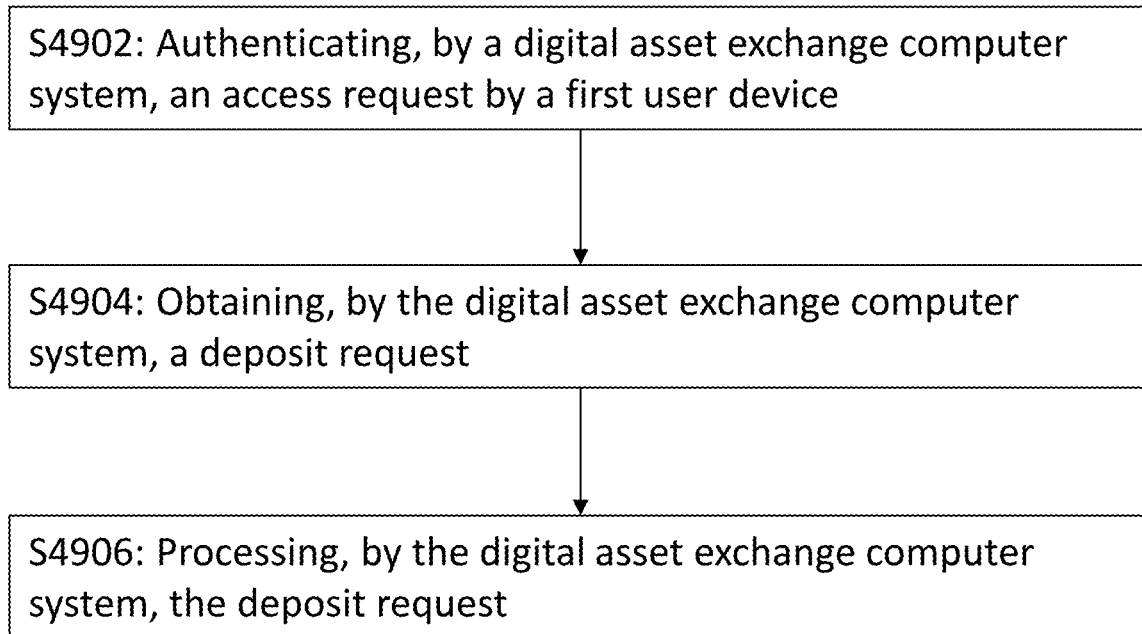 S4902: Authenticating, by a digital asset exchange computer
system, an access request by a first user device
S4904: Obtaining, by the digital asset exchange computer
system, a deposit request
S4906: Processing, by the digital asset exchange computer
system, the deposit request